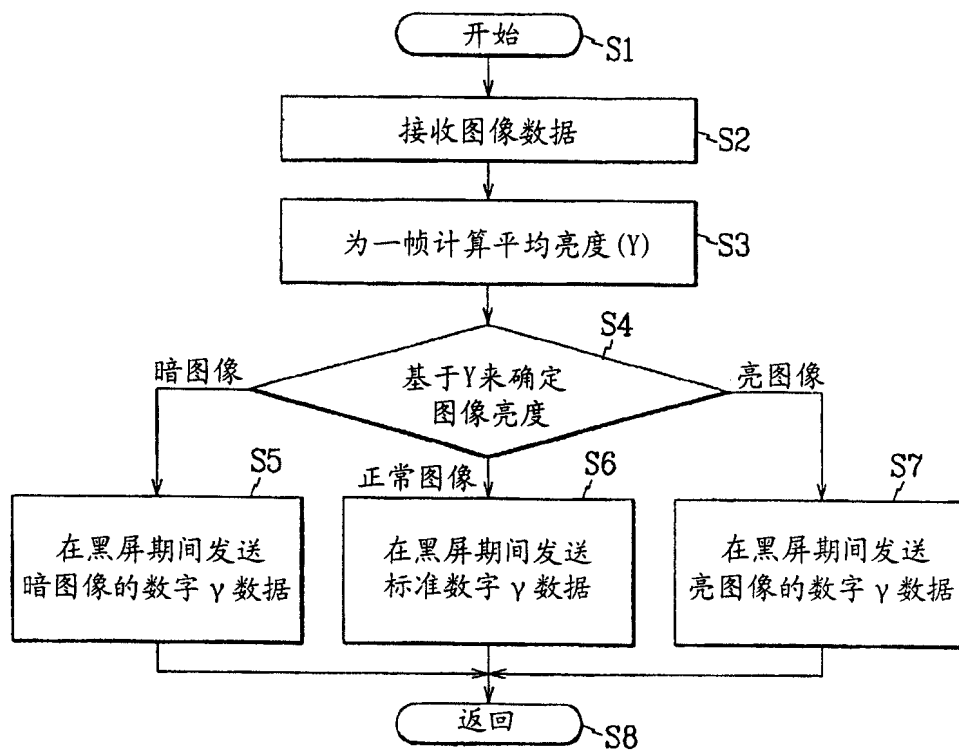 开始
S1
接收图像数据
S2
为一帧计算平均亮度(Y)
S3
S4
基于Y来确定
图像亮度
暗图像
亮图像
正常图像
S5
在黑屏期间发送
暗图像的数字γ数据
S6
在黑屏期间发送
标准数字γ数据
S7
在黑屏期间发送
亮图像的数字γ数据
返回
S8